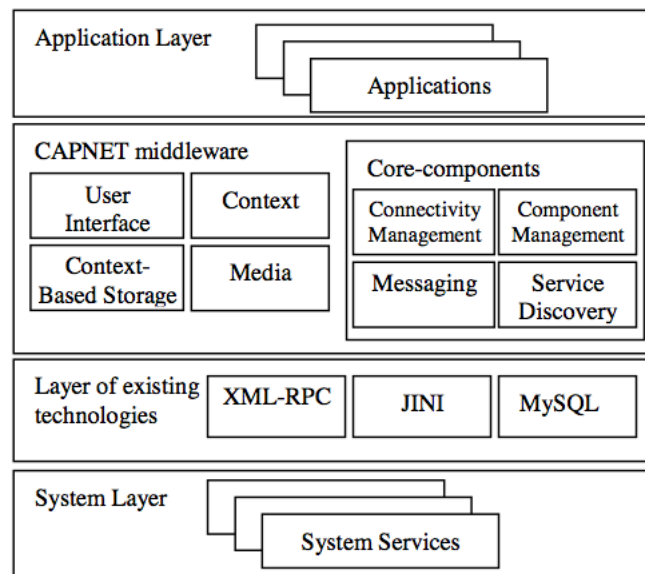 Application Layer
Applications
CAPNET middleware
User
Interface
Context
Context-
Based Storage
Media
Core-components
Connectivity
Management
Component
Management
Messaging
Service
Discovery
Layer of existing
technologies
XML-RPC
JINI
MySQL
System Layer
System Services